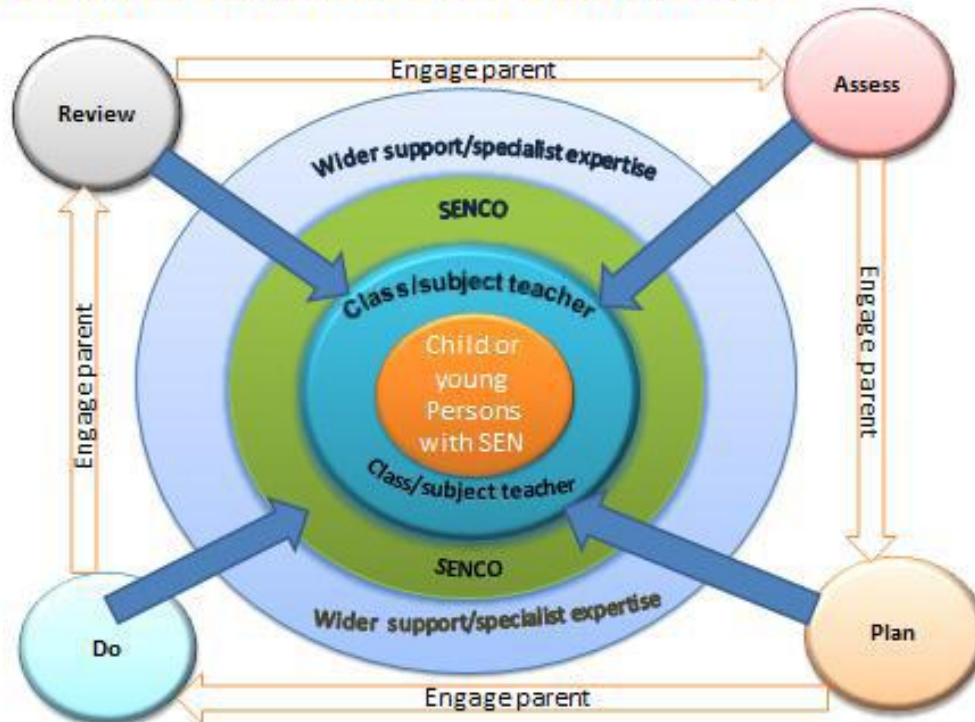 Engage parent
Review
Assess
Wider support/specialist expertise
SENCO
Class/subject teacher
Child or
young
Persons
with SEN
Class/subject teacher
SENCO
Wider support/specialist expertise
Engage parent
Engage parent
Do
Plan
Engage parent